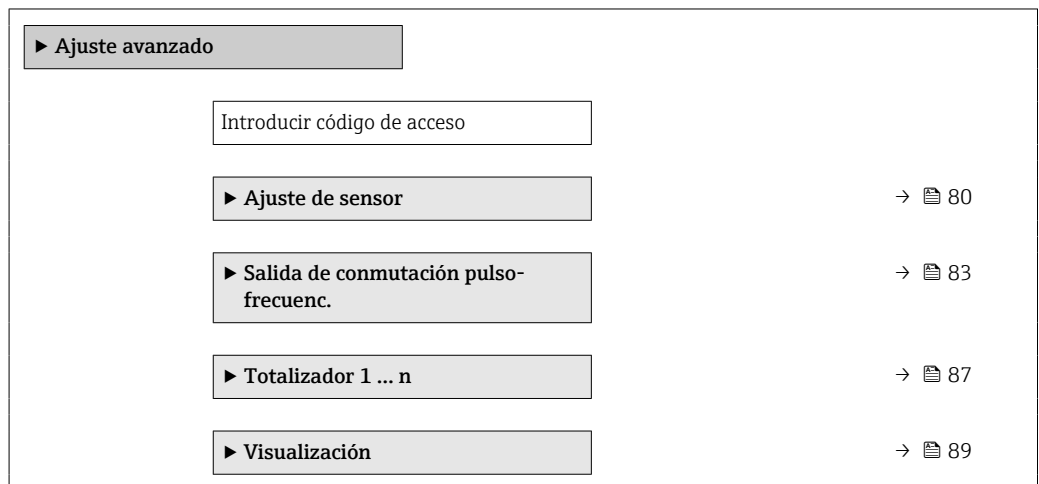 ▶ Ajuste avanzado
Introducir código de acceso
▶ Ajuste de sensor → 80
▶ Salida de conmutación pulso-
frecuenc. → 83
▶ Totalizador 1 … n → 87
▶ Visualización → 89